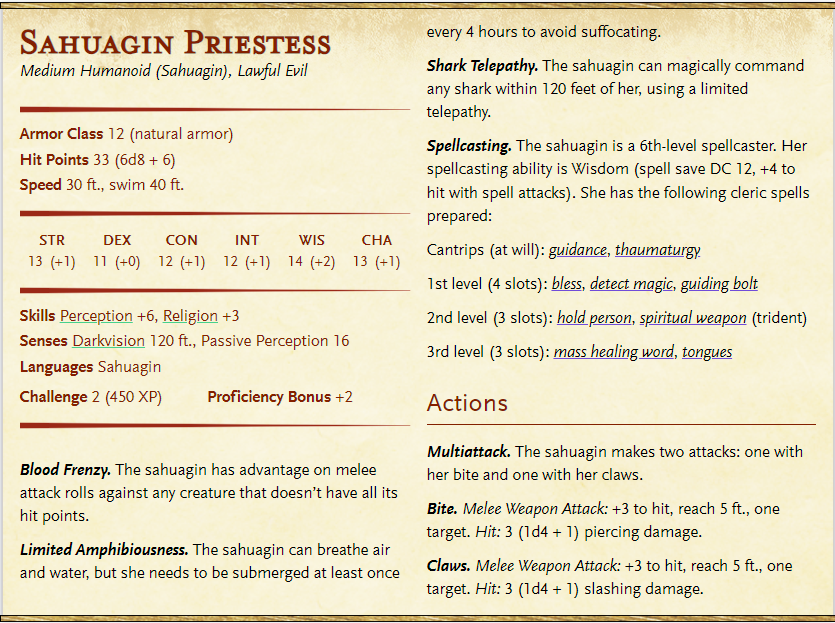 Sahuagin Priestess
Medium Humanoid (Sahuagin), Lawful Evil
Armor Class 12 (natural armor)
Hit Points 33 (6d8 + 6)
Speed 30 ft., swim 40 ft.
STR DEX CON INT WIS CHA
13 (+1) 11 (+0) 12 (+1) 12 (+1) 14 (+2) 13 (+1)
Skills Perception +6, Religion +3
Senses Darkvision 120 ft., Passive Perception 16
Languages Sahuagin
Challenge 2 (450 XP) Proficiency Bonus +2
Blood Frenzy. The sahuagin has advantage on melee
attack rolls against any creature that doesn't have all its
hit points.
Limited Amphibiousness. The sahuagin can breathe air
and water, but she needs to be submerged at least once
every 4 hours to avoid suffocating.
Shark Telepathy. The sahuagin can magically command
any shark within 120 feet of her, using a limited
telepathy.
Spellcasting. The sahuagin is a 6th-level spellcaster. Her
spellcasting ability is Wisdom (spell save DC 12, +4 to
hit with spell attacks). She has the following cleric spells
prepared:
Cantrips (at will): guidance, thaumaturgy
1st level (4 slots): bless, detect magic, guiding bolt
2nd level (3 slots): hold person, spiritual weapon (trident)
3rd level (3 slots): mass healing word, tongues
Actions
Multiattack. The sahuagin makes two attacks: one with
her bite and one with her claws.
Bite. Melee Weapon Attack: +3 to hit, reach 5 ft., one
target. Hit: 3 (1d4 + 1) piercing damage.
Claws. Melee Weapon Attack: +3 to hit, reach 5 ft., one
target. Hit: 3 (1d4 + 1) slashing damage.